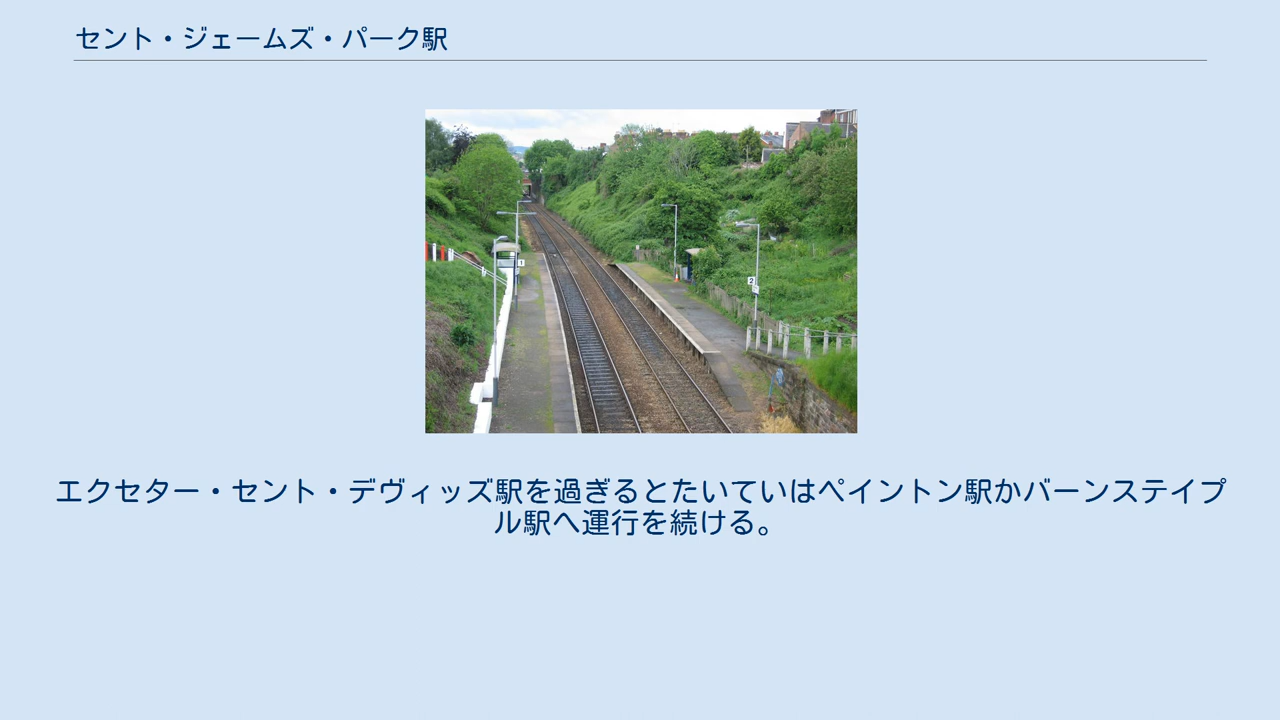 セント・ジェームズ・パーク駅
1
2
エクセター・セント・デヴィッズ駅を過ぎるとたいていはペイントン駅かバーンステイプ
ル駅へ運行を続ける。